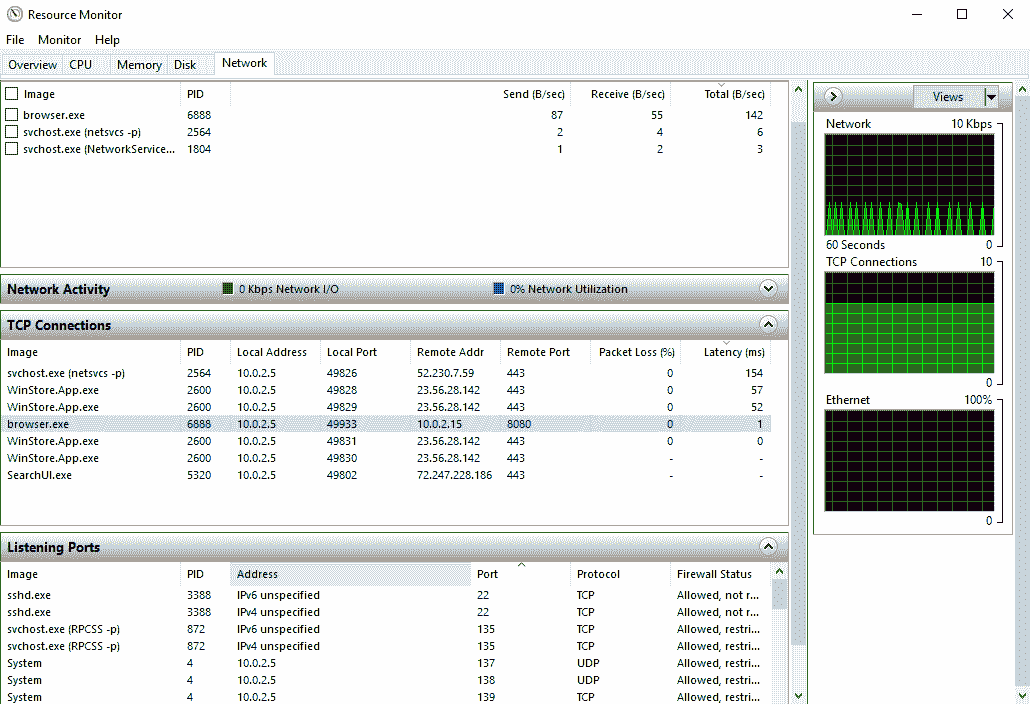 Resource Monitor
File Monitor Help
Overview CPU Memory Disk Network
Image PID Send (B/sec) Receive (B/sec) Total (B/sec)
browser.exe 6888 87 55 142
svchost.exe (netsvcs -p) 2564 2 4 6
svchost.exe (NetworkService... 1804 1 2 3
Network Activity 0 Kbps Network I/O 0% Network Utilization
TCP Connections
Image PID Local Address Local Port Remote Addr Remote Port Packet Loss (%) Latency (ms)
svchost.exe (netsvcs -p) 2564 10.0.2.5 49826 52.230.7.59 443 0 154
WinStore.App.exe 2600 10.0.2.5 49828 23.56.28.142 443 0 57
WinStore.App.exe 2600 10.0.2.5 49829 23.56.28.142 443 0 52
browser.exe 6888 10.0.2.5 49933 10.0.2.15 8080 0 1
WinStore.App.exe 2600 10.0.2.5 49831 23.56.28.142 443 0 0
WinStore.App.exe 2600 10.0.2.5 49830 23.56.28.142 443 - -
SearchUI.exe 5320 10.0.2.5 49802 72.247.228.186 443 - -
Listening Ports
Image PID Address Port Protocol Firewall Status
sshd.exe 3388 IPv6 unspecified 22 TCP Allowed, not r...
sshd.exe 3388 IPv4 unspecified 22 TCP Allowed, not r...
svchost.exe (RPCSS -p) 872 IPv6 unspecified 135 TCP Allowed, restri...
svchost.exe (RPCSS -p) 872 IPv4 unspecified 135 TCP Allowed, restri...
System 4 10.0.2.5 137 UDP Allowed, restri...
System 4 10.0.2.5 138 UDP Allowed, restri...
System 4 10.0.2.5 139 TCP Allowed, restri...
Views
Network 10 Kbps
60 Seconds 0
TCP Connections 10
0
Ethernet 100%
0